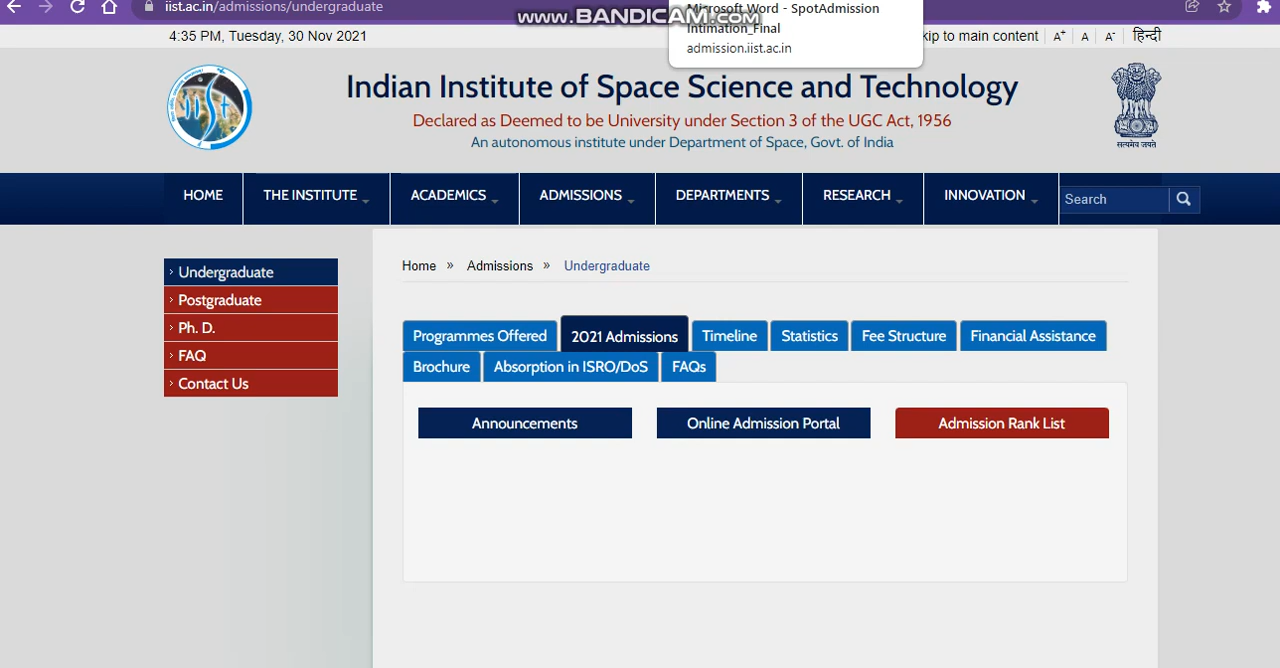 iist.ac.in/admissions/undergraduate
www.BANDICAM.com
Microsoft Word - SpotAdmission
Intimation_Final
admission.iist.ac.in
4:35 PM, Tuesday, 30 Nov 2021
kip to main content
A+
A
A-
हिन्दी
iist
Indian Institute of Space Science and Technology
Declared as Deemed to be University under Section 3 of the UGC Act, 1956
An autonomous institute under Department of Space, Govt. of India
सत्यमेव जयते
HOME
THE INSTITUTE
ACADEMICS
ADMISSIONS
DEPARTMENTS
RESEARCH
INNOVATION
Search
Undergraduate
Postgraduate
Ph. D.
FAQ
Contact Us
Home » Admissions » Undergraduate
Programmes Offered
2021 Admissions
Timeline
Statistics
Fee Structure
Financial Assistance
Brochure
Absorption in ISRO/DoS
FAQs
Announcements
Online Admission Portal
Admission Rank List